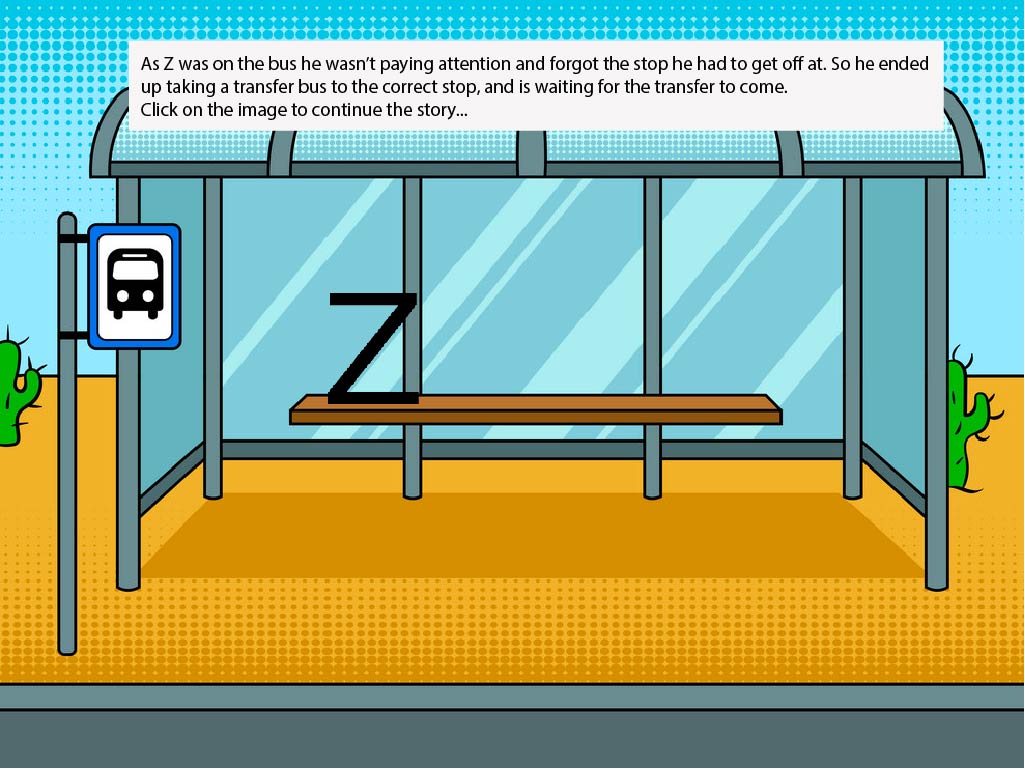 As Z was on the bus he wasn't paying attention and forgot the stop he had to get off at. So he ended
up taking a transfer bus to the correct stop, and is waiting for the transfer to come.
Click on the image to continue the story...
Z